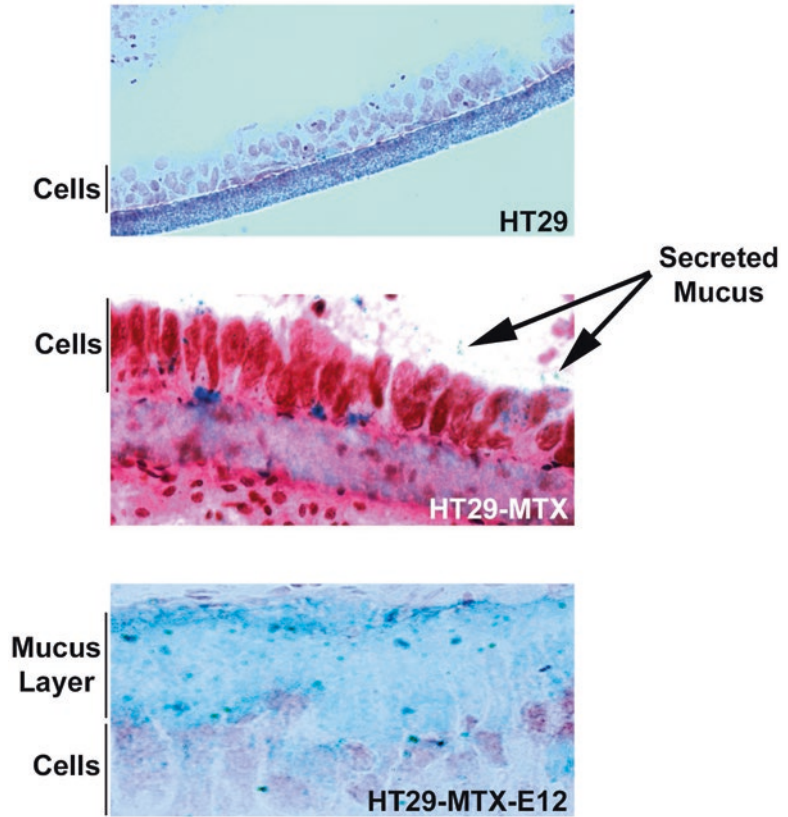 Cells
HT29
Secreted
Mucus
Cells
HT29-MTX
Mucus
Layer
Cells
HT29-MTX-E12